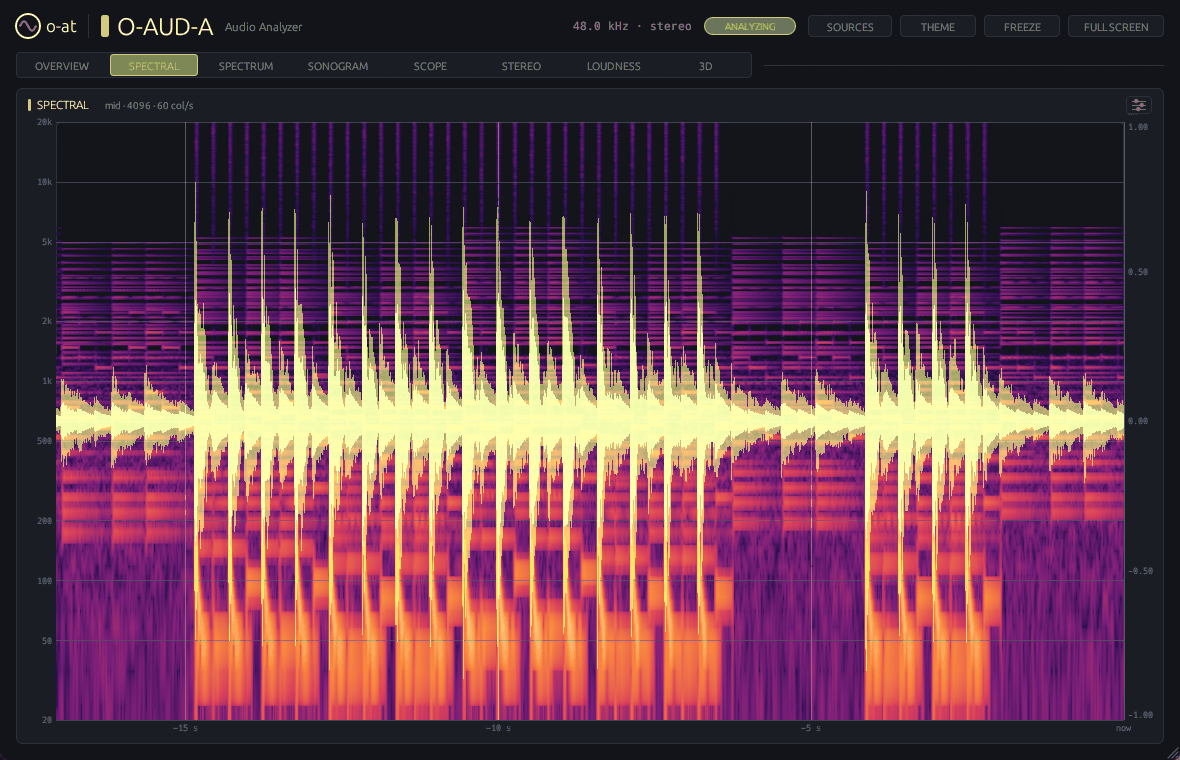 o-at O-AUD-A Audio Analyzer 48.0 kHz · stereo ANALYZING SOURCES THEME FREEZE FULLSCREEN
OVERVIEW SPECTRAL SPECTRUM SONOGRAM SCOPE STEREO LOUDNESS 3D
SPECTRAL mid · 4096 · 60 col/s
20k
1.00
10k
5k
0.50
2k
1k
0.00
500
200
100
-0.50
50
20
-1.00
-15 s -10 s -5 s now